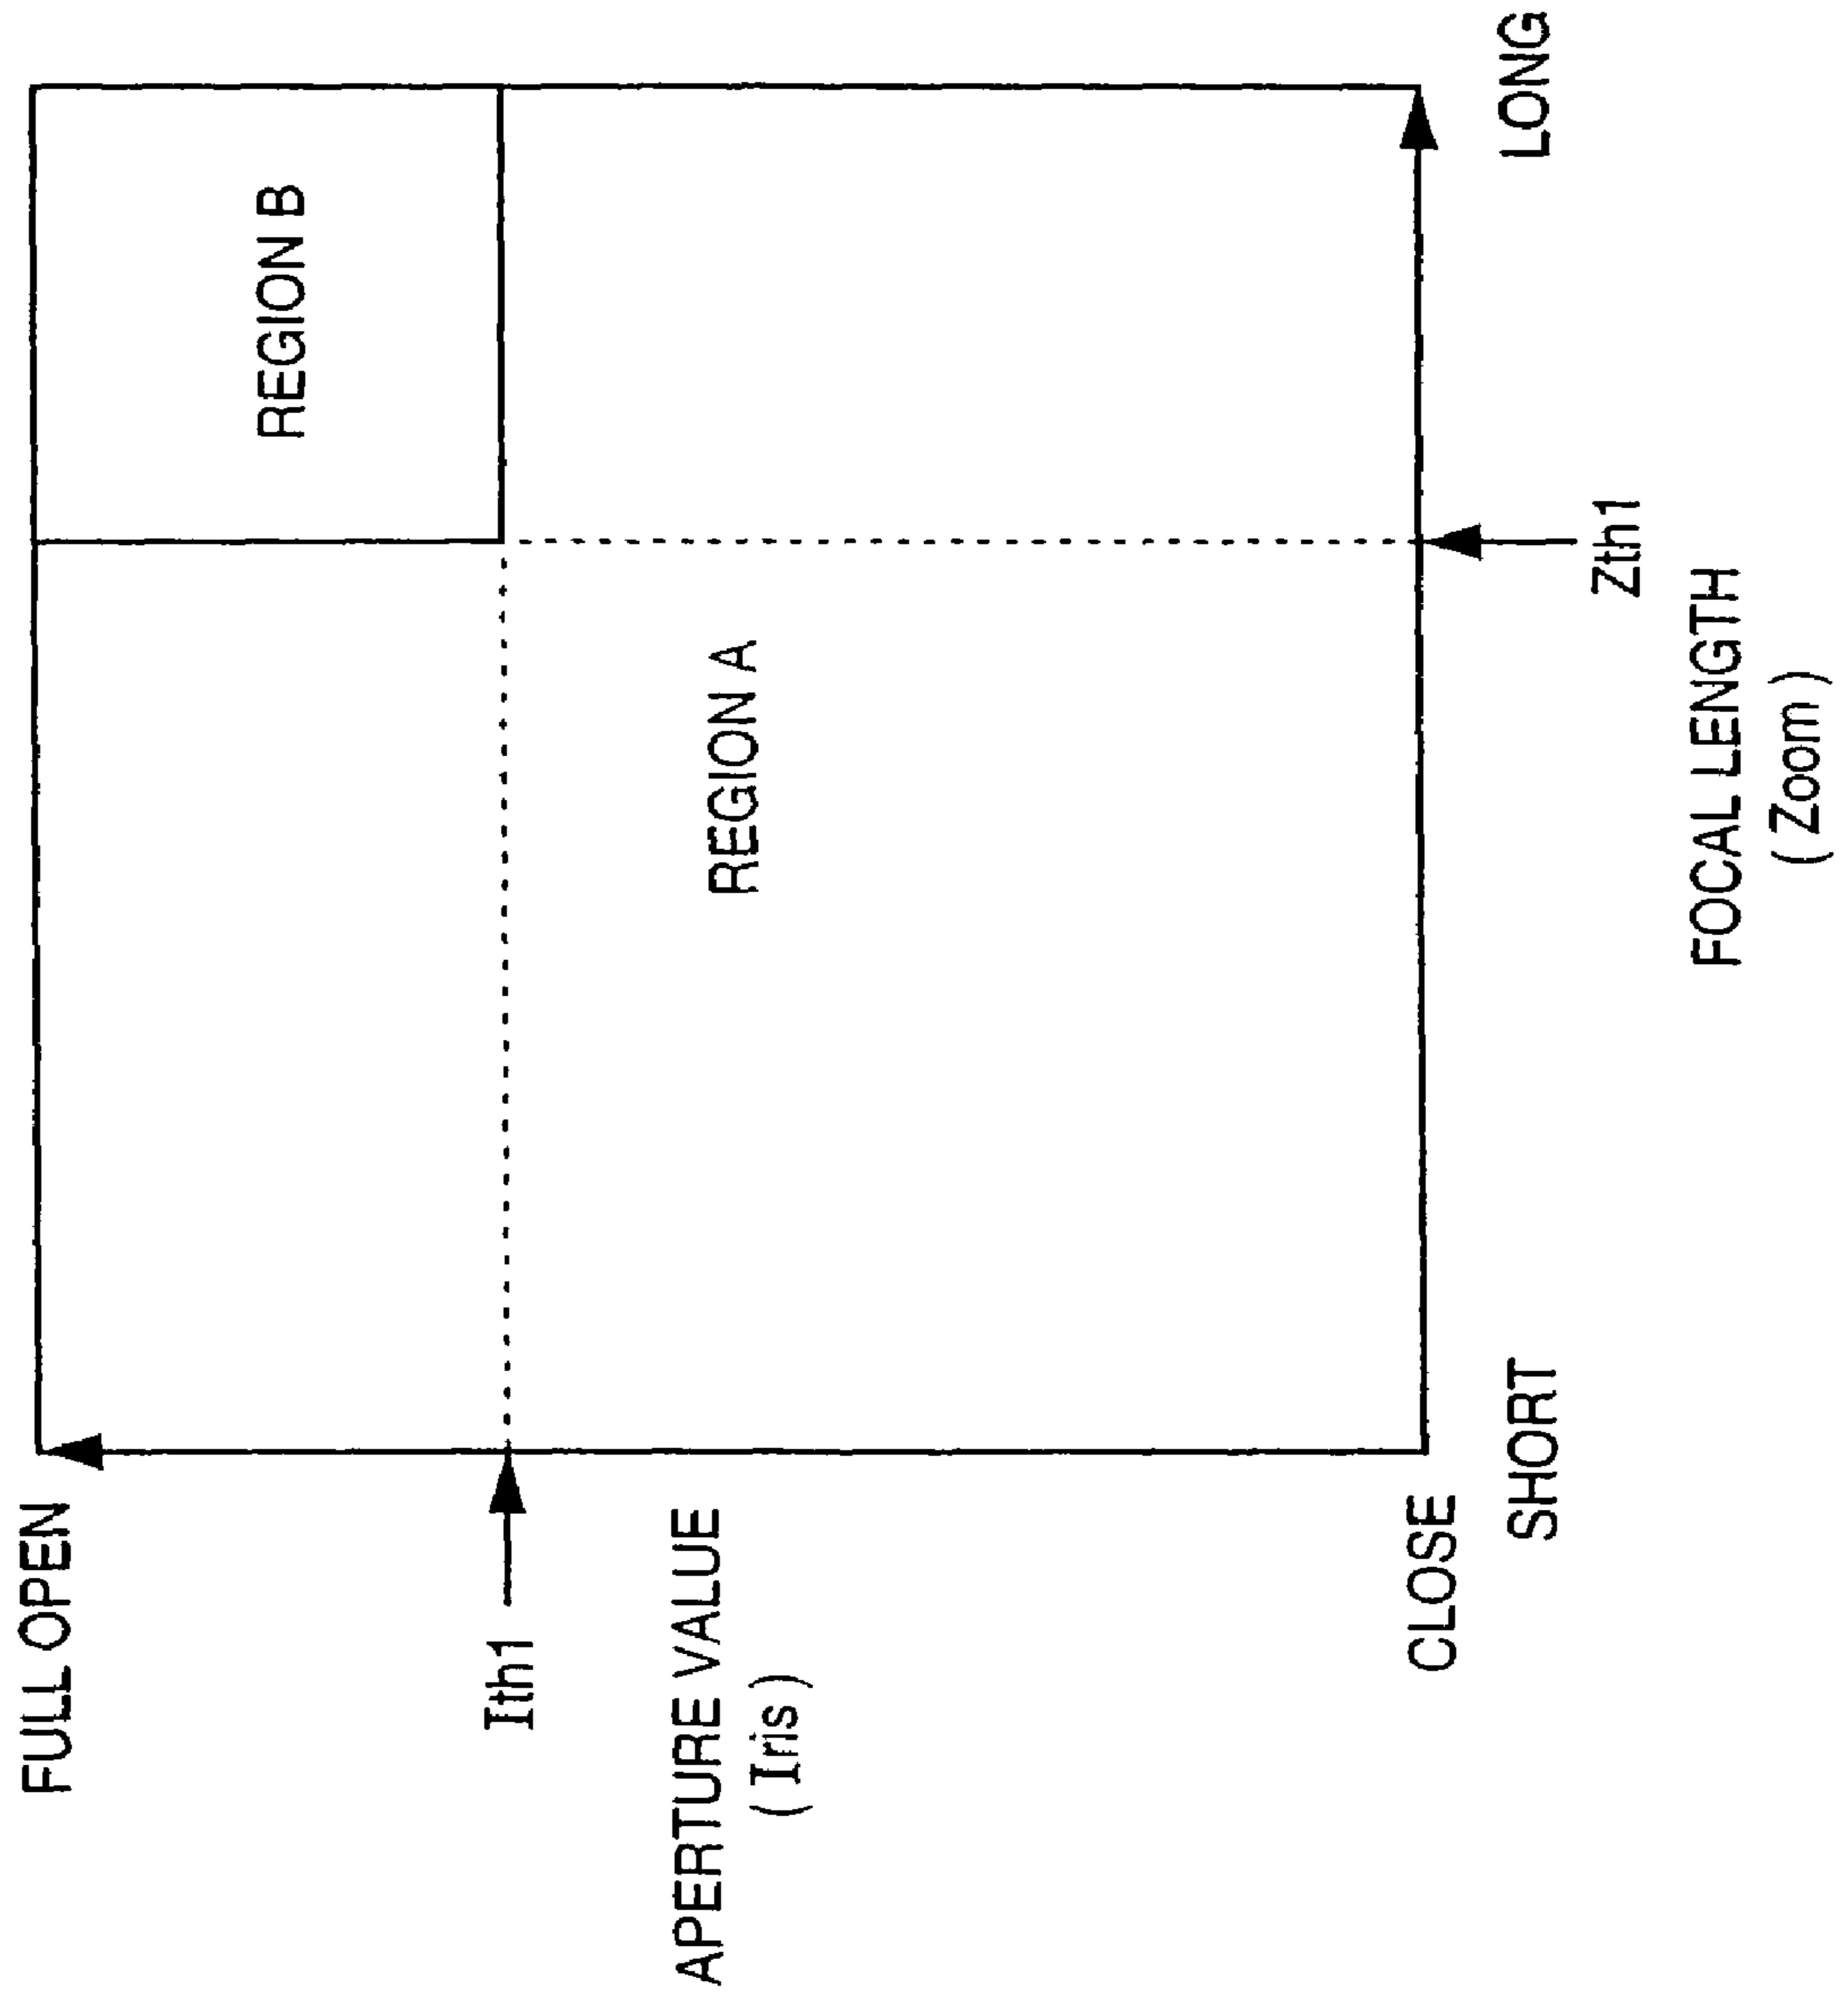 FULL OPEN
REGION B
Ith1
REGION A
APERTURE VALUE
( Iris )
CLOSE
SHORT
LONG
Zth1
FOCAL LENGTH
( Zoom )